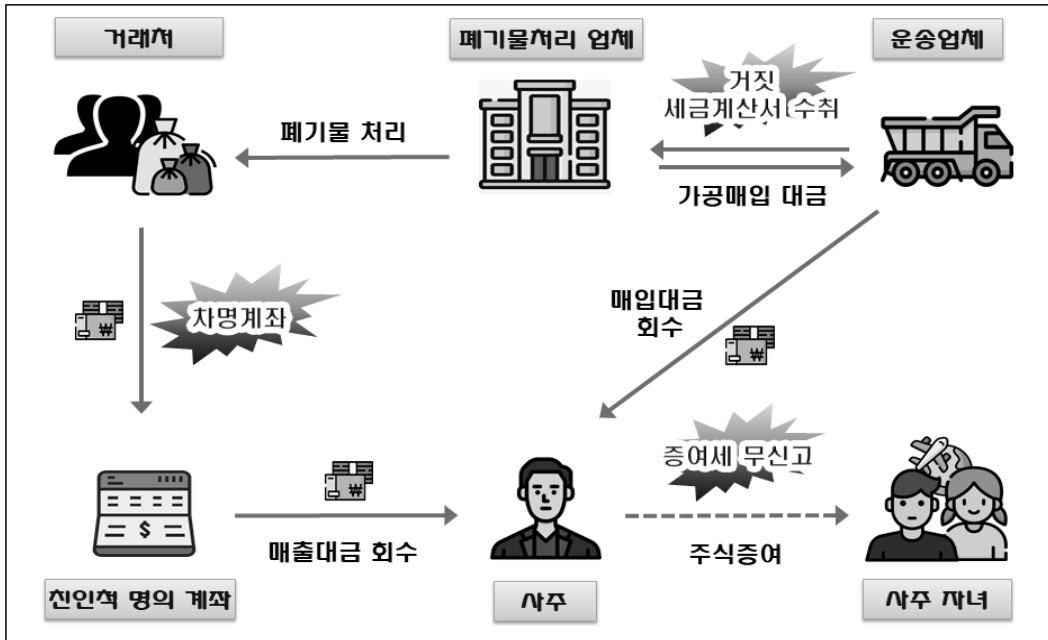 거래처
폐기물처리 업체
운송업체
거짓
세금계산서 수취
폐기물 처리
가공매입 대금
차명계좌
매입대금
회수
₩
₩
증여세 무신고
₩
$
매출대금 회수
주식증여
친인척 명의 계좌
사주
사주 자녀